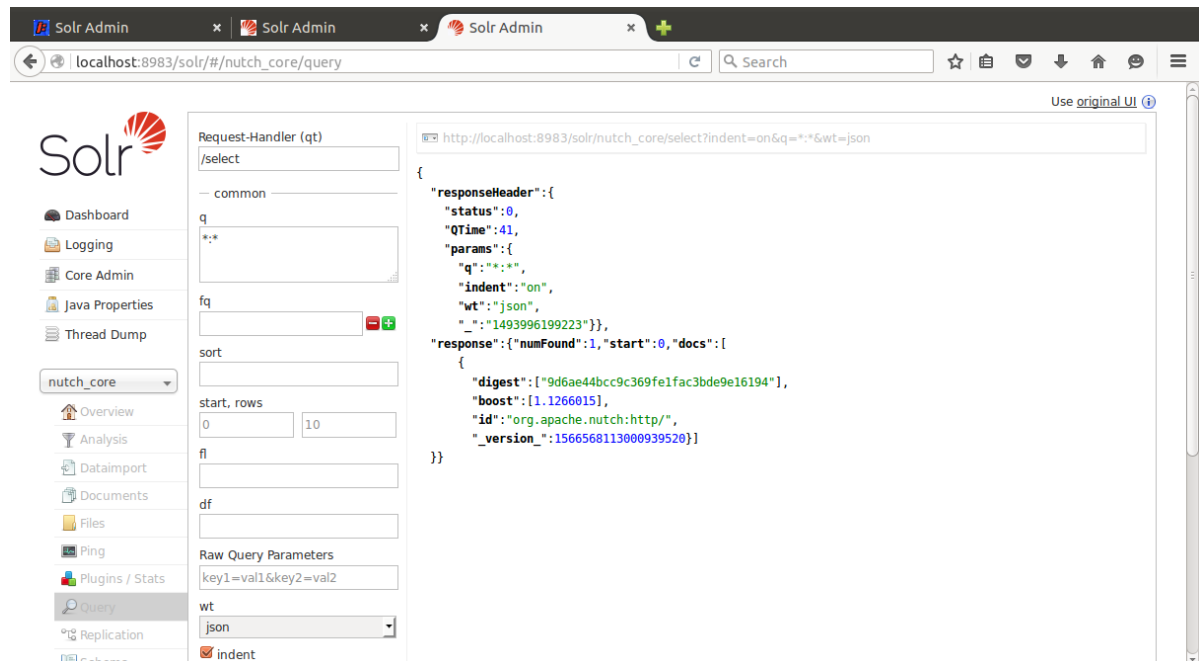 Solr Admin
Solr Admin
Solr Admin
localhost:8983/solr/#/nutch_core/query
Search
Use original UI
Solr
Dashboard
Logging
Core Admin
Java Properties
Thread Dump
nutch_core
Overview
Analysis
Dataimport
Documents
Files
Ping
Plugins / Stats
Query
Replication
Schema
Request-Handler (qt)
/select
common
q
*:*
fq
sort
start, rows
0 10
fl
df
Raw Query Parameters
key1=val1&key2=val2
wt
json
indent
http://localhost:8983/solr/nutch_core/select?indent=on&q=*:*&wt=json
{
"responseHeader":{
"status":0,
"QTime":41,
"params":{
"q":"*:*",
"indent":"on",
"wt":"json",
"_":"1493996199223"}},
"response":{"numFound":1,"start":0,"docs":[
{
"digest":["9d6ae44bcc9c369fe1fac3bde9e16194"],
"boost":[1.1266015],
"id":"org.apache.nutch:http/",
"_version_":1566568113000939520}]
}}